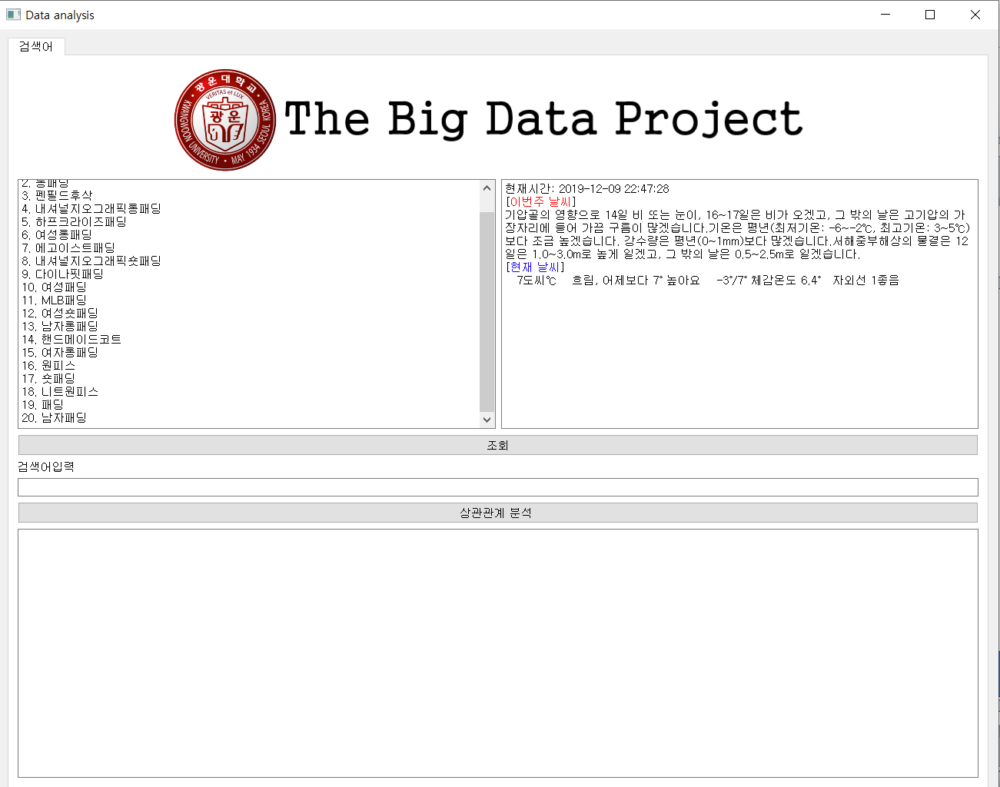 Data analysis
검색어
광운대학교
VERITAS et LUX
광운
KWANGWOON UNIVERSITY • MAY 1934 SEOUL KOREA
The Big Data Project
2. 롱패딩
3. 펜필드후삭
4. 내셔널지오그래픽롱패딩
5. 하프크라이즈패딩
6. 여성롱패딩
7. 에고이스트패딩
8. 내셔널지오그래픽숏패딩
9. 다이나핏패딩
10. 여성패딩
11. MLB패딩
12. 여성숏패딩
13. 남자롱패딩
14. 핸드메이드코트
15. 여자롱패딩
16. 원피스
17. 숏패딩
18. 니트원피스
19. 패딩
20. 남자패딩
현재시간: 2019-12-09 22:47:28
[이번주 날씨]
기압골의 영향으로 14일 비 또는 눈이, 16~17일은 비가 오겠고, 그 밖의 날은 고기압의 가
장자리에 들어 가끔 구름이 많겠습니다.기온은 평년(최저기온: -6~-2℃, 최고기온: 3~5℃)
보다 조금 높겠습니다. 강수량은 평년(0~1mm)보다 많겠습니다.서해중부해상의 물결은 12
일은 1.0~3.0m로 높게 일겠고, 그 밖의 날은 0.5~2.5m로 일겠습니다.
[현재 날씨]
7도씨℃ 흐림, 어제보다 7° 높아요 -3°/7° 체감온도 6.4° 자외선 1좋음
조회
검색어입력
상관관계 분석